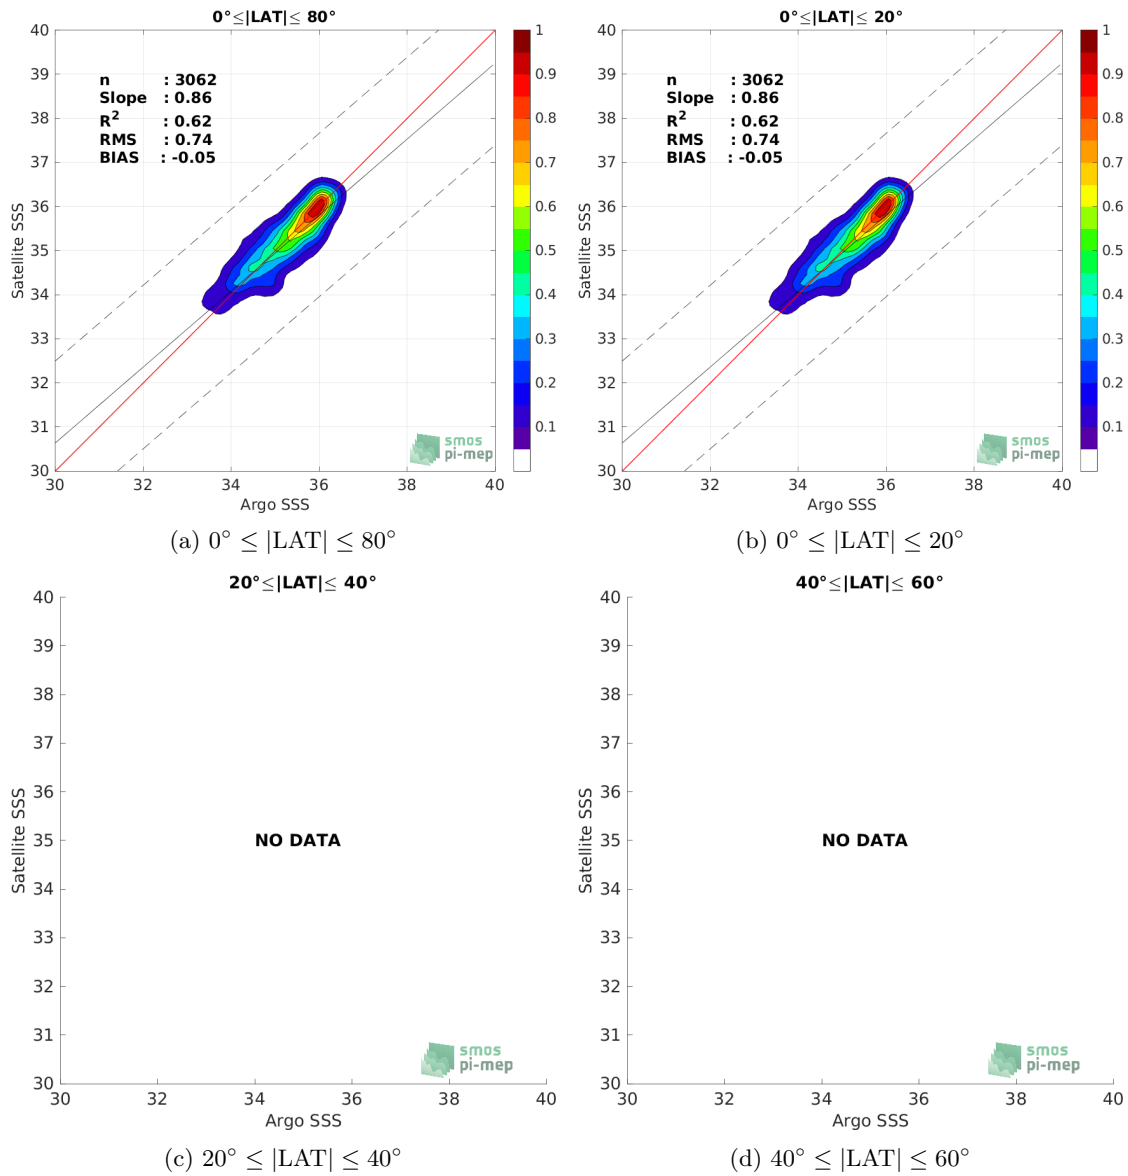 0°≤|LAT|≤ 80°
40
39
38
37
36
35
34
33
32
31
30
Satellite SSS
n : 3062
Slope : 0.86
R² : 0.62
RMS : 0.74
BIAS : -0.05
smos
pi-mep
30 32 34 36 38 40
Argo SSS
1
0.9
0.8
0.7
0.6
0.5
0.4
0.3
0.2
0.1
(a) 0° ≤ |LAT| ≤ 80°
0°≤|LAT|≤ 20°
40
39
38
37
36
35
34
33
32
31
30
Satellite SSS
n : 3062
Slope : 0.86
R² : 0.62
RMS : 0.74
BIAS : -0.05
smos
pi-mep
30 32 34 36 38 40
Argo SSS
1
0.9
0.8
0.7
0.6
0.5
0.4
0.3
0.2
0.1
(b) 0° ≤ |LAT| ≤ 20°
20°≤|LAT|≤ 40°
40
39
38
37
36
35
34
33
32
31
30
Satellite SSS
NO DATA
smos
pi-mep
30 32 34 36 38 40
Argo SSS
(c) 20° ≤ |LAT| ≤ 40°
40°≤|LAT|≤ 60°
40
39
38
37
36
35
34
33
32
31
30
Satellite SSS
NO DATA
smos
pi-mep
30 32 34 36 38 40
Argo SSS
(d) 40° ≤ |LAT| ≤ 60°